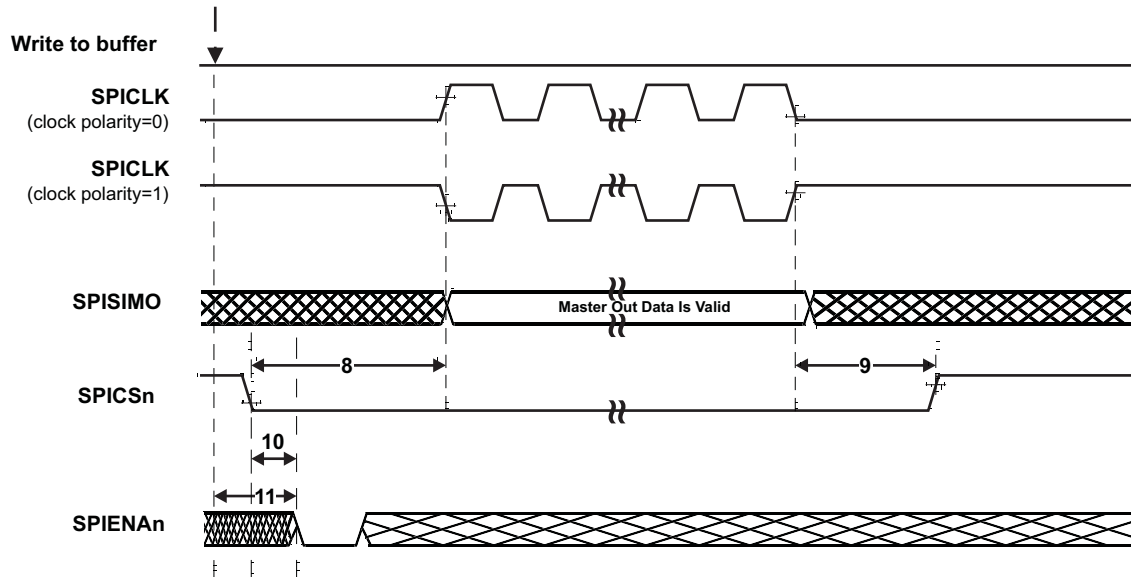 Write to buffer
SPICLK
(clock polarity=0)
SPICLK
(clock polarity=1)
SPISIMO
Master Out Data Is Valid
8
9
SPICSn
10
11
SPIENAn